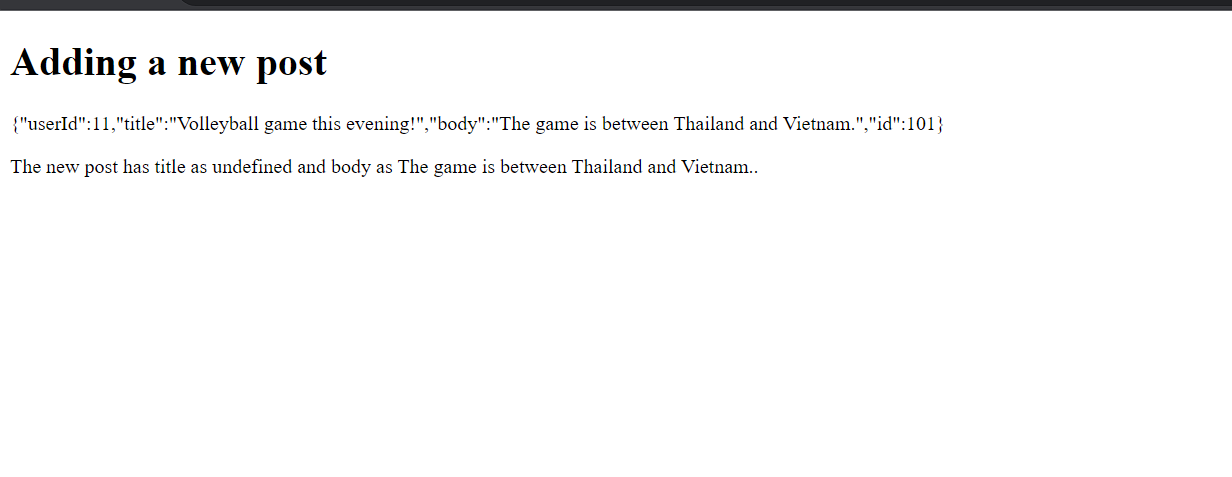 Adding a new post
{"userId":11,"title":"Volleyball game this evening!","body":"The game is between Thailand and Vietnam.","id":101}
The new post has title as undefined and body as The game is between Thailand and Vietnam..